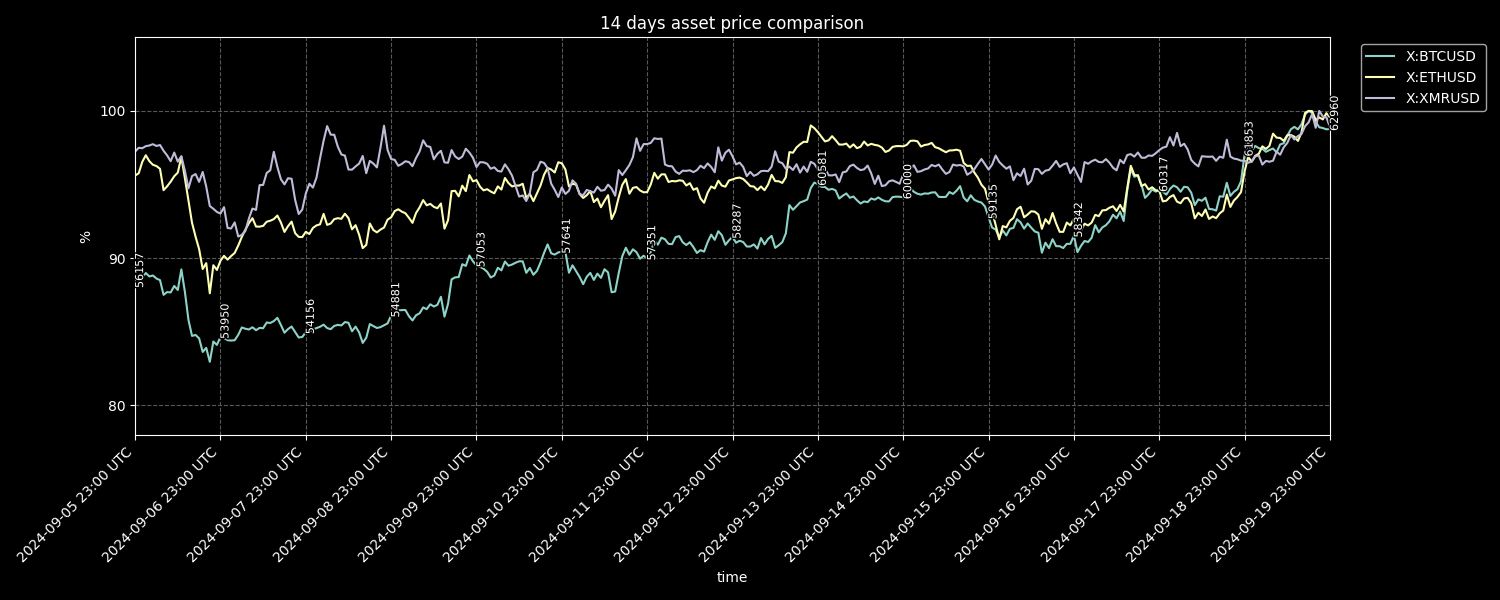 14 days asset price comparison
X:BTCUSD
X:ETHUSD
X:XMRUSD
%
100
90
80
56157
53950
54156
54881
57053
57641
57351
58287
60581
60000
59135
58342
60317
61853
62960
2024-09-05 23:00 UTC
2024-09-06 23:00 UTC
2024-09-07 23:00 UTC
2024-09-08 23:00 UTC
2024-09-09 23:00 UTC
2024-09-10 23:00 UTC
2024-09-11 23:00 UTC
2024-09-12 23:00 UTC
2024-09-13 23:00 UTC
2024-09-14 23:00 UTC
2024-09-15 23:00 UTC
2024-09-16 23:00 UTC
2024-09-17 23:00 UTC
2024-09-18 23:00 UTC
2024-09-19 23:00 UTC
time